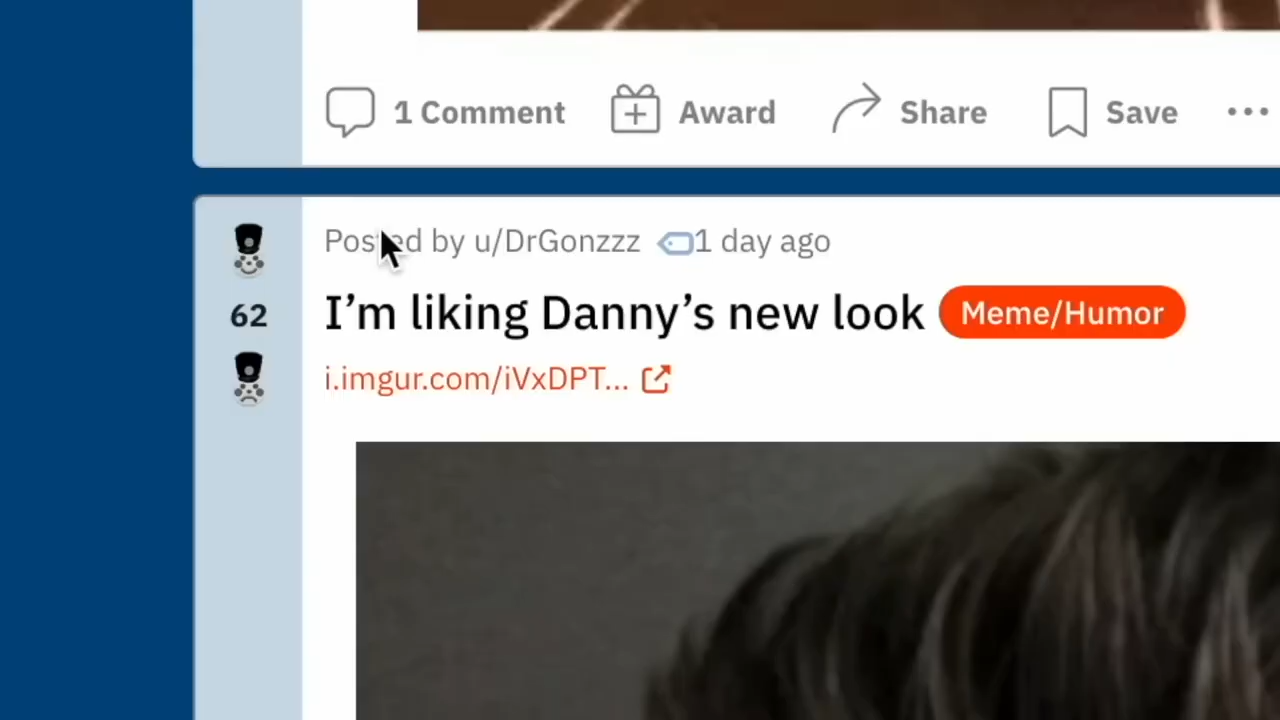 1 Comment Award Share Save
Posted by u/DrGonzzz 1 day ago
62
I’m liking Danny’s new look Meme/Humor
i.imgur.com/iVxDPT...